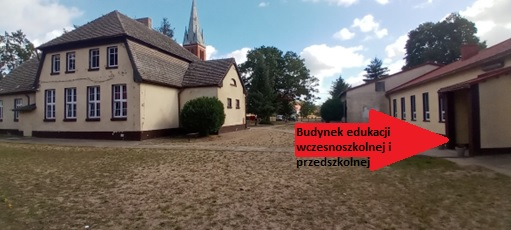 Budynek edukacji
wczesnoszkolnej i
przedszkolnej